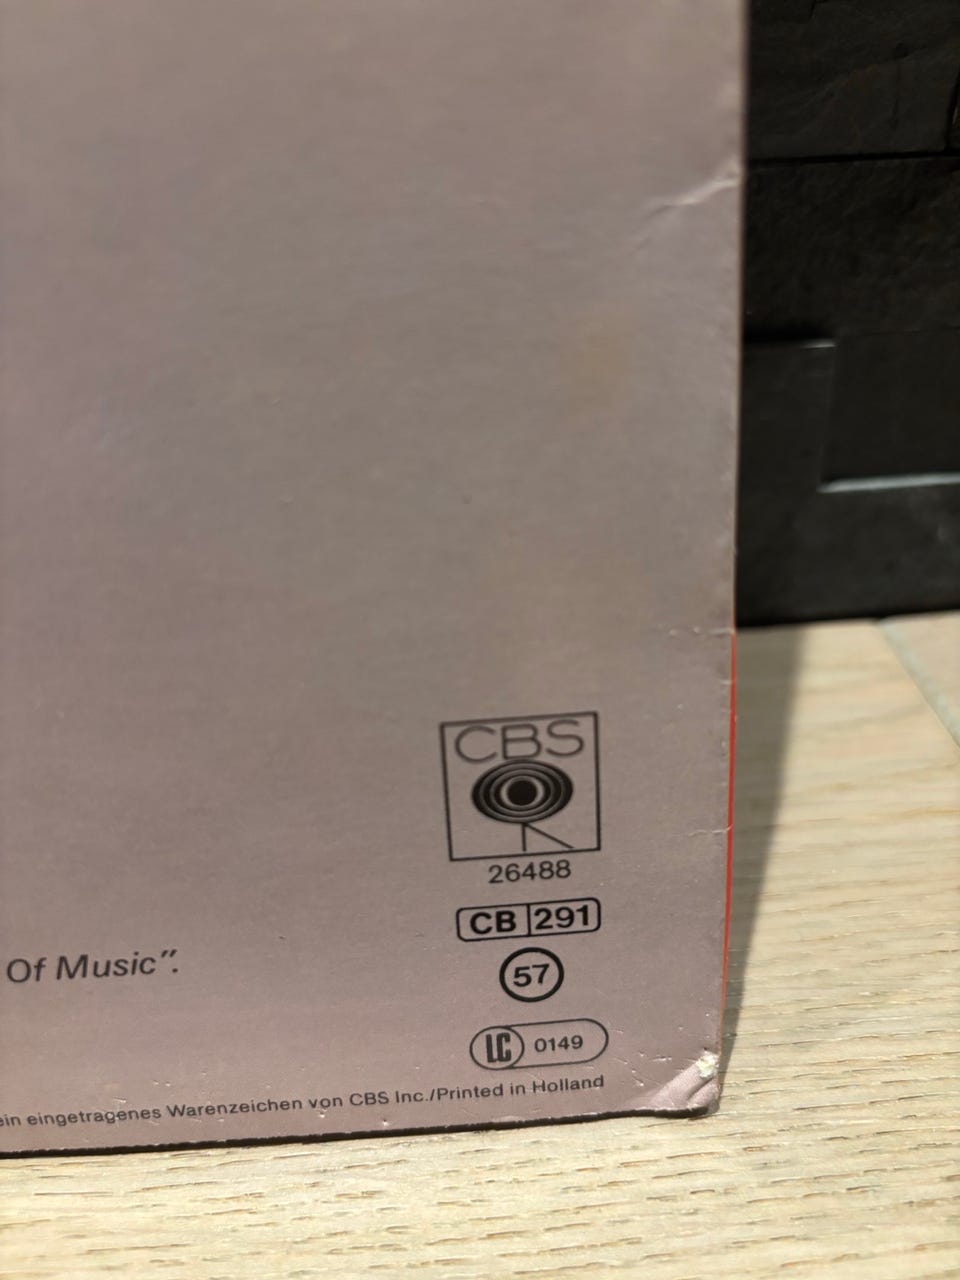 CBS
26488
CB 291
57
Of Music”.
LC 0149
ein eingetragenes Warenzeichen von CBS Inc./Printed in Holland